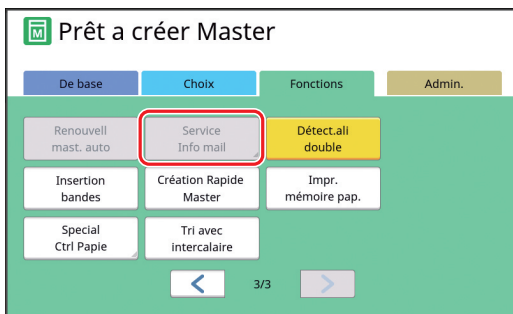 M Prêt a créer Master
De base Choix Fonctions Admin.
Renouvell
mast. auto
Service
Info mail
Détect.ali
double
Insertion
bandes
Création Rapide
Master
Impr.
mémoire pap.
Special
Ctrl Papie
Tri avec
intercalaire
3/3